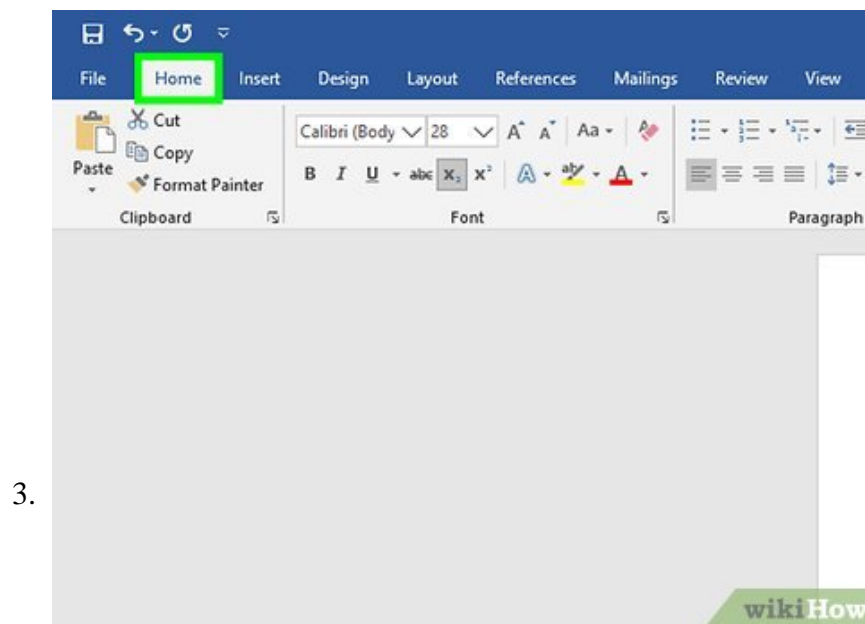 File Home Insert Design Layout References Mailings Review View
Cut
Calibri (Body 28 A A Aa
Copy
Paste
B I U abc X₂ X² A aby A
Format Painter
Clipboard Font Paragraph
3.
wikiHow